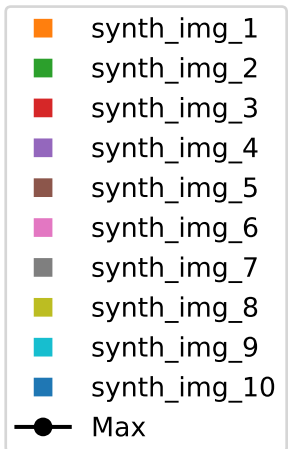 synth_img_1
synth_img_2
synth_img_3
synth_img_4
synth_img_5
synth_img_6
synth_img_7
synth_img_8
synth_img_9
synth_img_10
Max